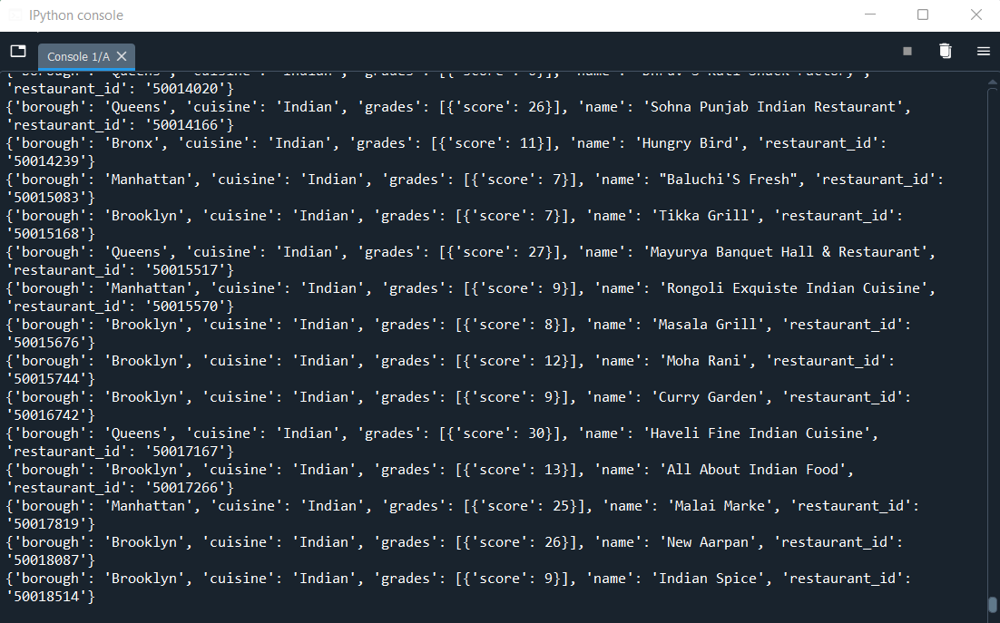 IPython console
Console 1/A
'restaurant_id': '50014020'}
{'borough': 'Queens', 'cuisine': 'Indian', 'grades': [{'score': 26}], 'name': 'Sohna Punjab Indian Restaurant',
'restaurant_id': '50014166'}
{'borough': 'Bronx', 'cuisine': 'Indian', 'grades': [{'score': 11}], 'name': 'Hungry Bird', 'restaurant_id':
'50014239'}
{'borough': 'Manhattan', 'cuisine': 'Indian', 'grades': [{'score': 7}], 'name': "Baluchi'S Fresh", 'restaurant_id':
'50015083'}
{'borough': 'Brooklyn', 'cuisine': 'Indian', 'grades': [{'score': 7}], 'name': 'Tikka Grill', 'restaurant_id':
'50015168'}
{'borough': 'Queens', 'cuisine': 'Indian', 'grades': [{'score': 27}], 'name': 'Mayurya Banquet Hall & Restaurant',
'restaurant_id': '50015517'}
{'borough': 'Manhattan', 'cuisine': 'Indian', 'grades': [{'score': 9}], 'name': 'Rongoli Exquiste Indian Cuisine',
'restaurant_id': '50015570'}
{'borough': 'Brooklyn', 'cuisine': 'Indian', 'grades': [{'score': 8}], 'name': 'Masala Grill', 'restaurant_id':
'50015676'}
{'borough': 'Brooklyn', 'cuisine': 'Indian', 'grades': [{'score': 12}], 'name': 'Moha Rani', 'restaurant_id':
'50015744'}
{'borough': 'Brooklyn', 'cuisine': 'Indian', 'grades': [{'score': 9}], 'name': 'Curry Garden', 'restaurant_id':
'50016742'}
{'borough': 'Queens', 'cuisine': 'Indian', 'grades': [{'score': 30}], 'name': 'Haveli Fine Indian Cuisine',
'restaurant_id': '50017167'}
{'borough': 'Brooklyn', 'cuisine': 'Indian', 'grades': [{'score': 13}], 'name': 'All About Indian Food',
'restaurant_id': '50017266'}
{'borough': 'Manhattan', 'cuisine': 'Indian', 'grades': [{'score': 25}], 'name': 'Malai Marke', 'restaurant_id':
'50017819'}
{'borough': 'Brooklyn', 'cuisine': 'Indian', 'grades': [{'score': 26}], 'name': 'New Aarpan', 'restaurant_id':
'50018087'}
{'borough': 'Brooklyn', 'cuisine': 'Indian', 'grades': [{'score': 9}], 'name': 'Indian Spice', 'restaurant_id':
'50018514'}